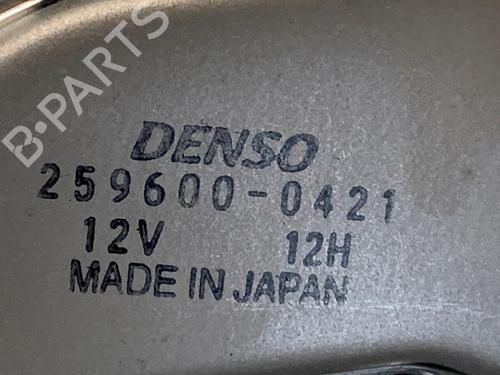 B-PARTS
DENSO
259600-0421
12V 12H
MADE IN JAPAN